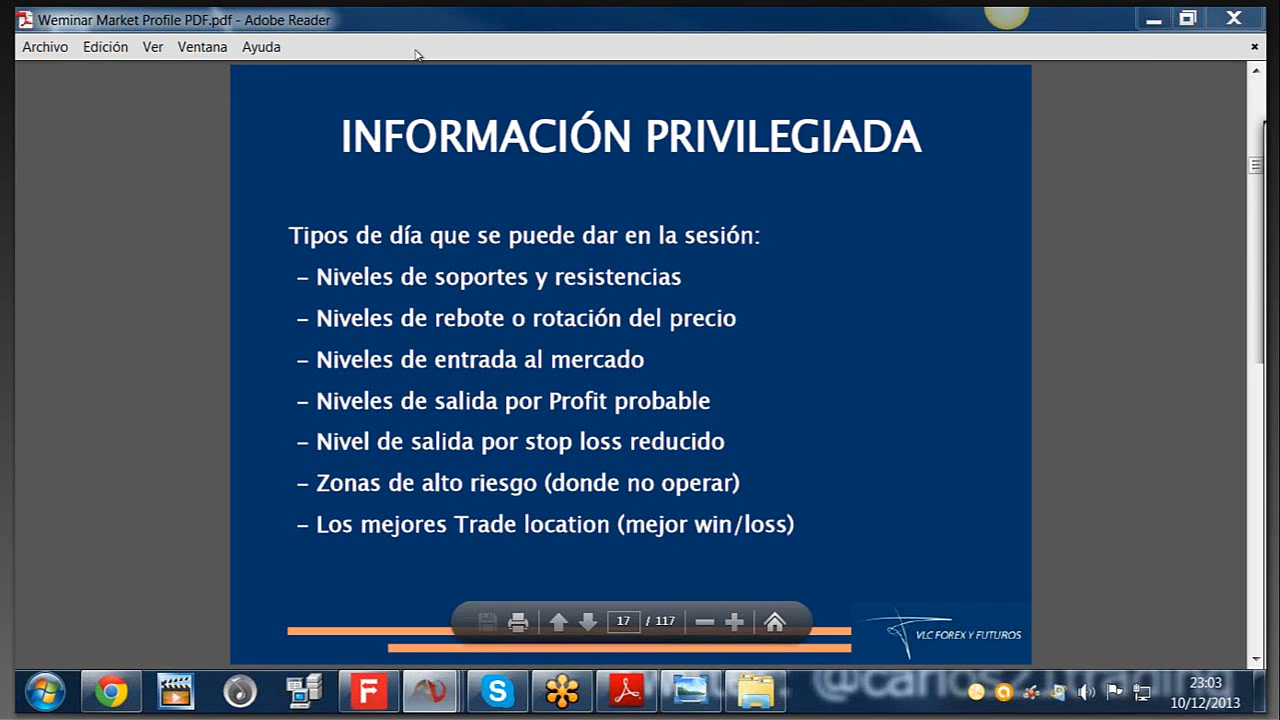 Weminar Market Profile PDF.pdf - Adobe Reader
Archivo Edición Ver Ventana Ayuda
INFORMACIÓN PRIVILEGIADA
Tipos de día que se puede dar en la sesión:
– Niveles de soportes y resistencias
– Niveles de rebote o rotación del precio
– Niveles de entrada al mercado
– Niveles de salida por Profit probable
– Nivel de salida por stop loss reducido
– Zonas de alto riesgo (donde no operar)
– Los mejores Trade location (mejor win/loss)
17 / 117
VLC FOREX Y FUTUROS
23:03
10/12/2013